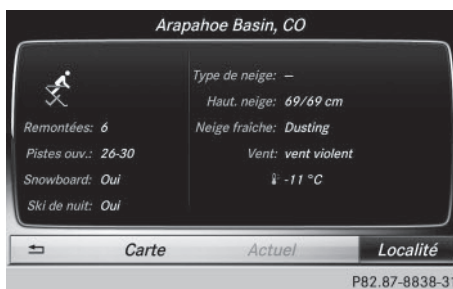 Arapahoe Basin, CO
Type de neige: –
Haut. neige: 69/69 cm
Remontées: 6
Neige fraîche: Dusting
Pistes ouv.: 26-30
Vent: vent violent
Snowboard: Oui
-11 °C
Ski de nuit: Oui
Carte
Actuel
Localité
P82.87-8838-31